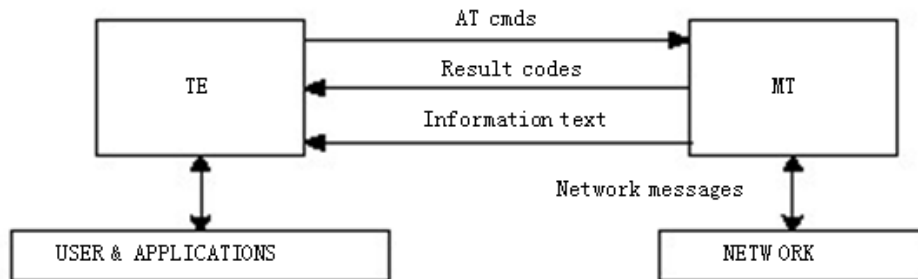 AT cmds
Result codes
TE
MT
Information text
Network messages
USER & APPLICATIONS
NETWORK